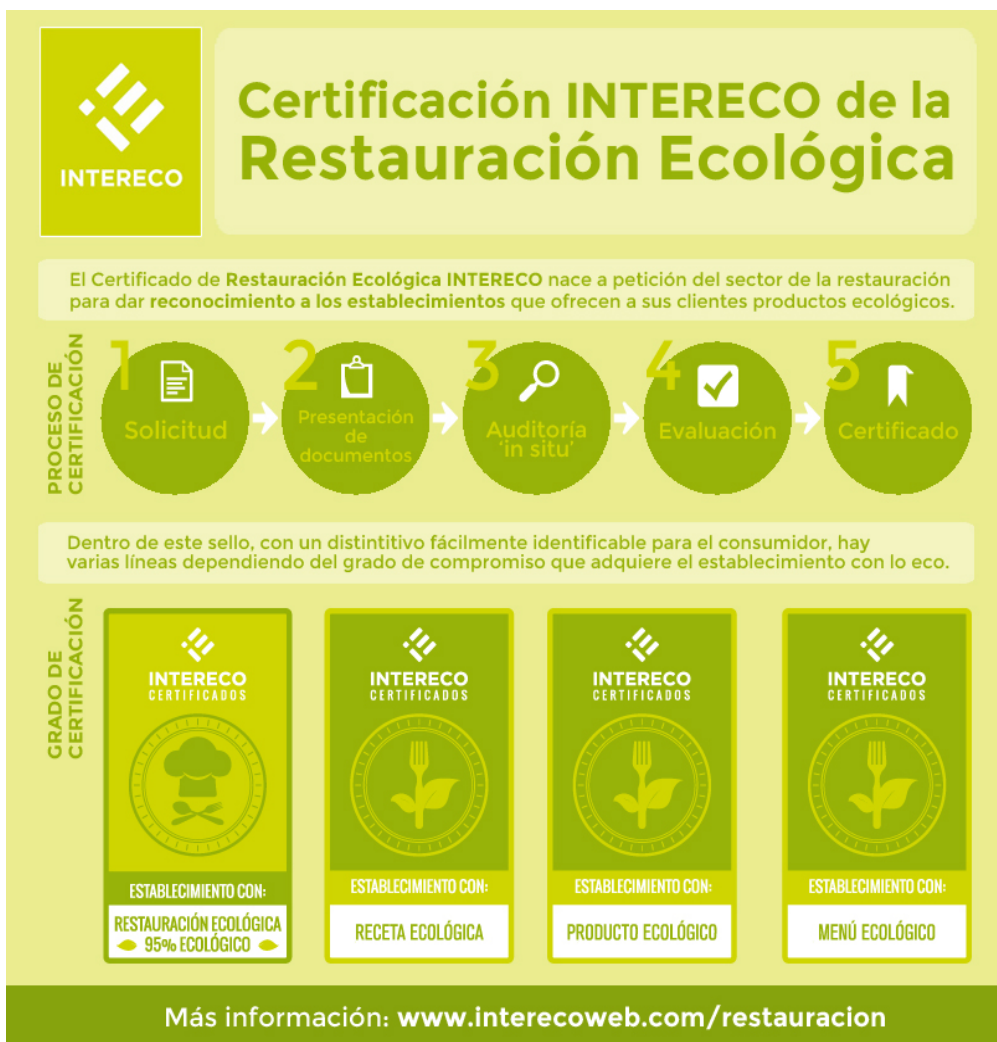 INTERECO
Certificación INTERECO de la
Restauración Ecológica
El Certificado de Restauración Ecológica INTERECO nace a petición del sector de la restauración
para dar reconocimiento a los establecimientos que ofrecen a sus clientes productos ecológicos.
PROCESO DE
CERTIFICACIÓN
1
Solicitud
2
Presentación
de
documentos
3
Auditoría
'in situ'
4
Evaluación
5
Certificado
Dentro de este sello, con un distintitivo fácilmente identificable para el consumidor, hay
varias líneas dependiendo del grado de compromiso que adquiere el establecimiento con lo eco.
GRADO DE
CERTIFICACIÓN
INTERECO
CERTIFICADOS
ESTABLECIMIENTO CON:
RESTAURACIÓN ECOLÓGICA
95% ECOLÓGICO
INTERECO
CERTIFICADOS
ESTABLECIMIENTO CON:
RECETA ECOLÓGICA
INTERECO
CERTIFICADOS
ESTABLECIMIENTO CON:
PRODUCTO ECOLÓGICO
INTERECO
CERTIFICADOS
ESTABLECIMIENTO CON:
MENÚ ECOLÓGICO
Más información: www.interecoweb.com/restauracion